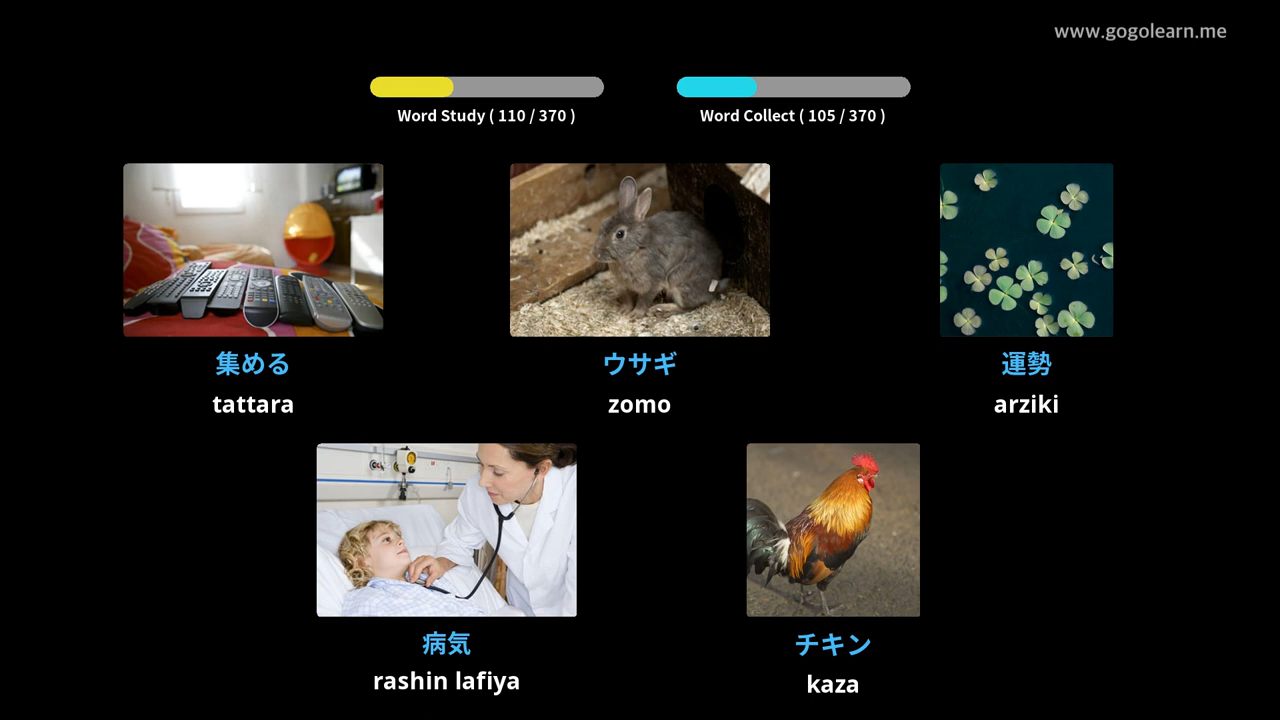 www.gogolearn.me
Word Study ( 110 / 370 )
Word Collect ( 105 / 370 )
集める
tattara
ウサギ
zomo
運勢
arziki
病気
rashin lafiya
チキン
kaza